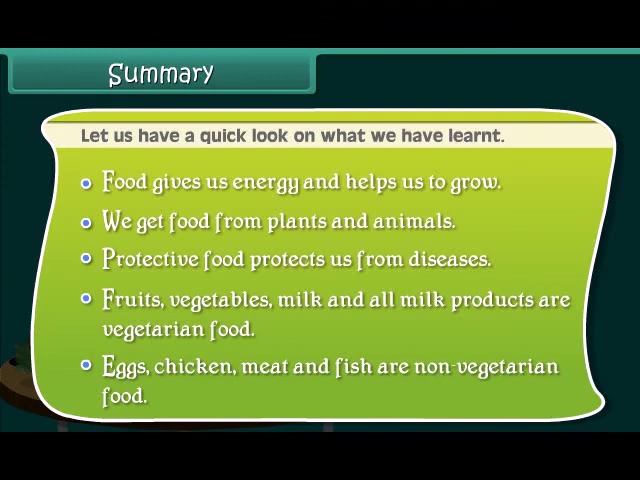 Summary
Let us have a quick look on what we have learnt.
Food gives us energy and helps us to grow.
We get food from plants and animals.
Protective food protects us from diseases.
Fruits, vegetables, milk and all milk products are
vegetarian food.
Eggs, chicken, meat and fish are non-vegetarian
food.